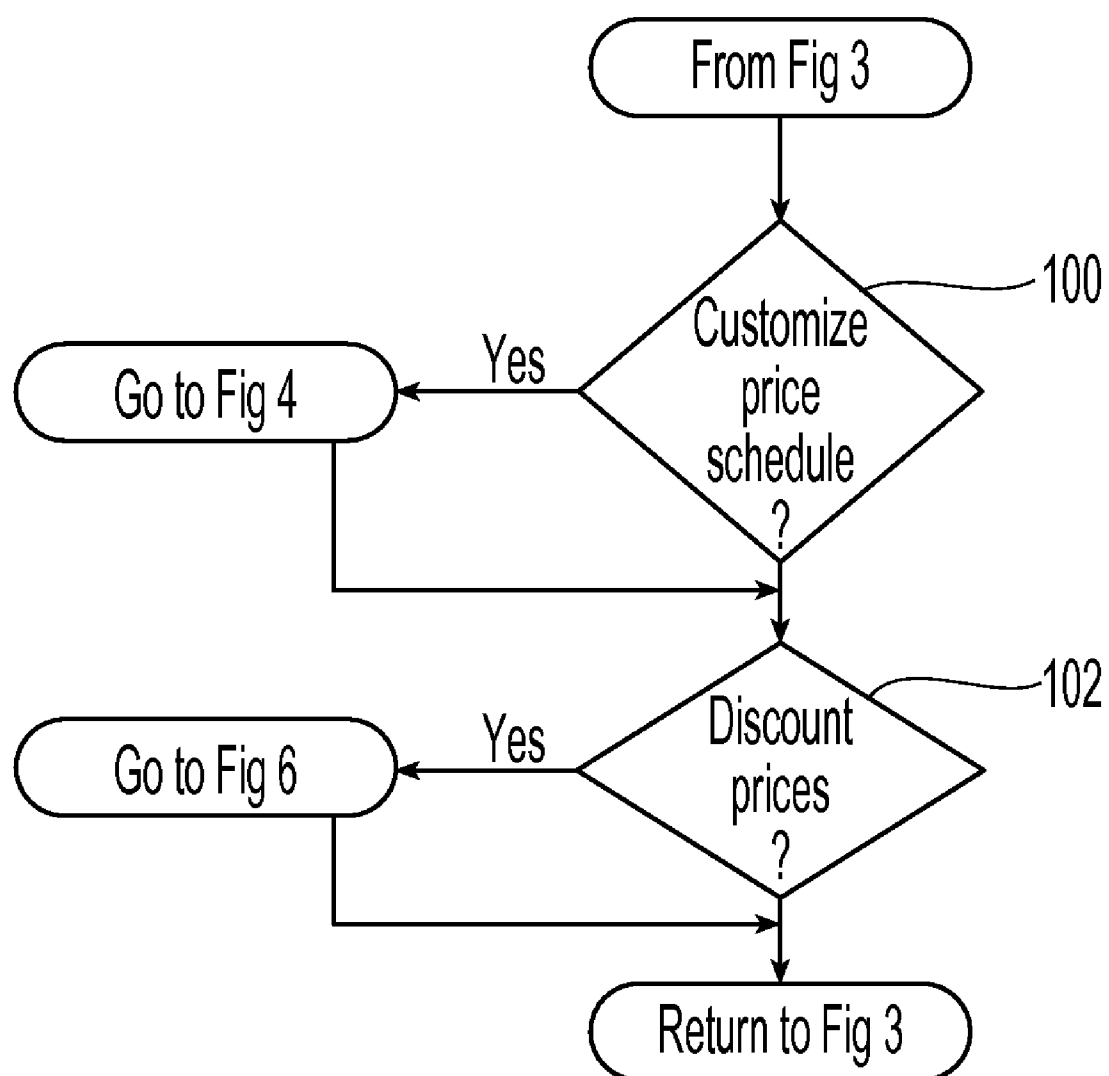 From Fig 3
100
Customize
price
schedule
?
Yes
Go to Fig 4
102
Discount
prices
?
Yes
Go to Fig 6
Return to Fig 3